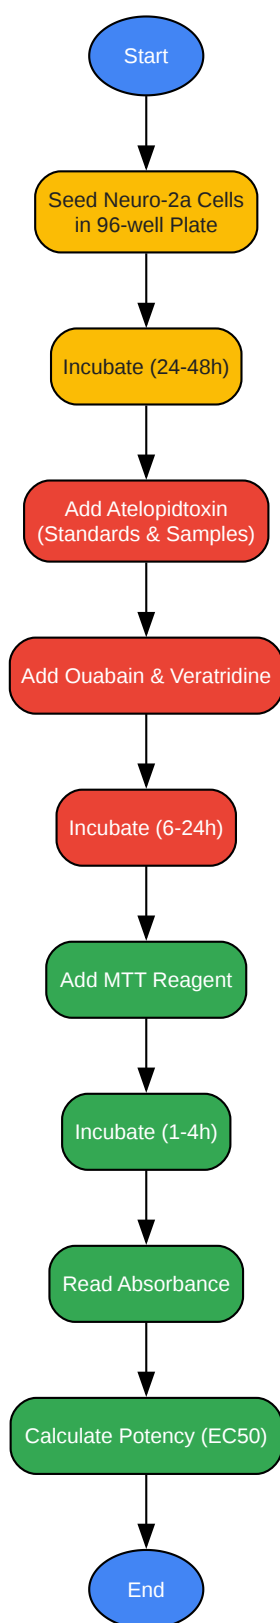 Start
Seed Neuro-2a Cells
in 96-well Plate
Incubate (24-48h)
Add Atelopidtoxin
(Standards & Samples)
Add Ouabain & Veratridine
Incubate (6-24h)
Add MTT Reagent
Incubate (1-4h)
Read Absorbance
Calculate Potency (EC50)
End